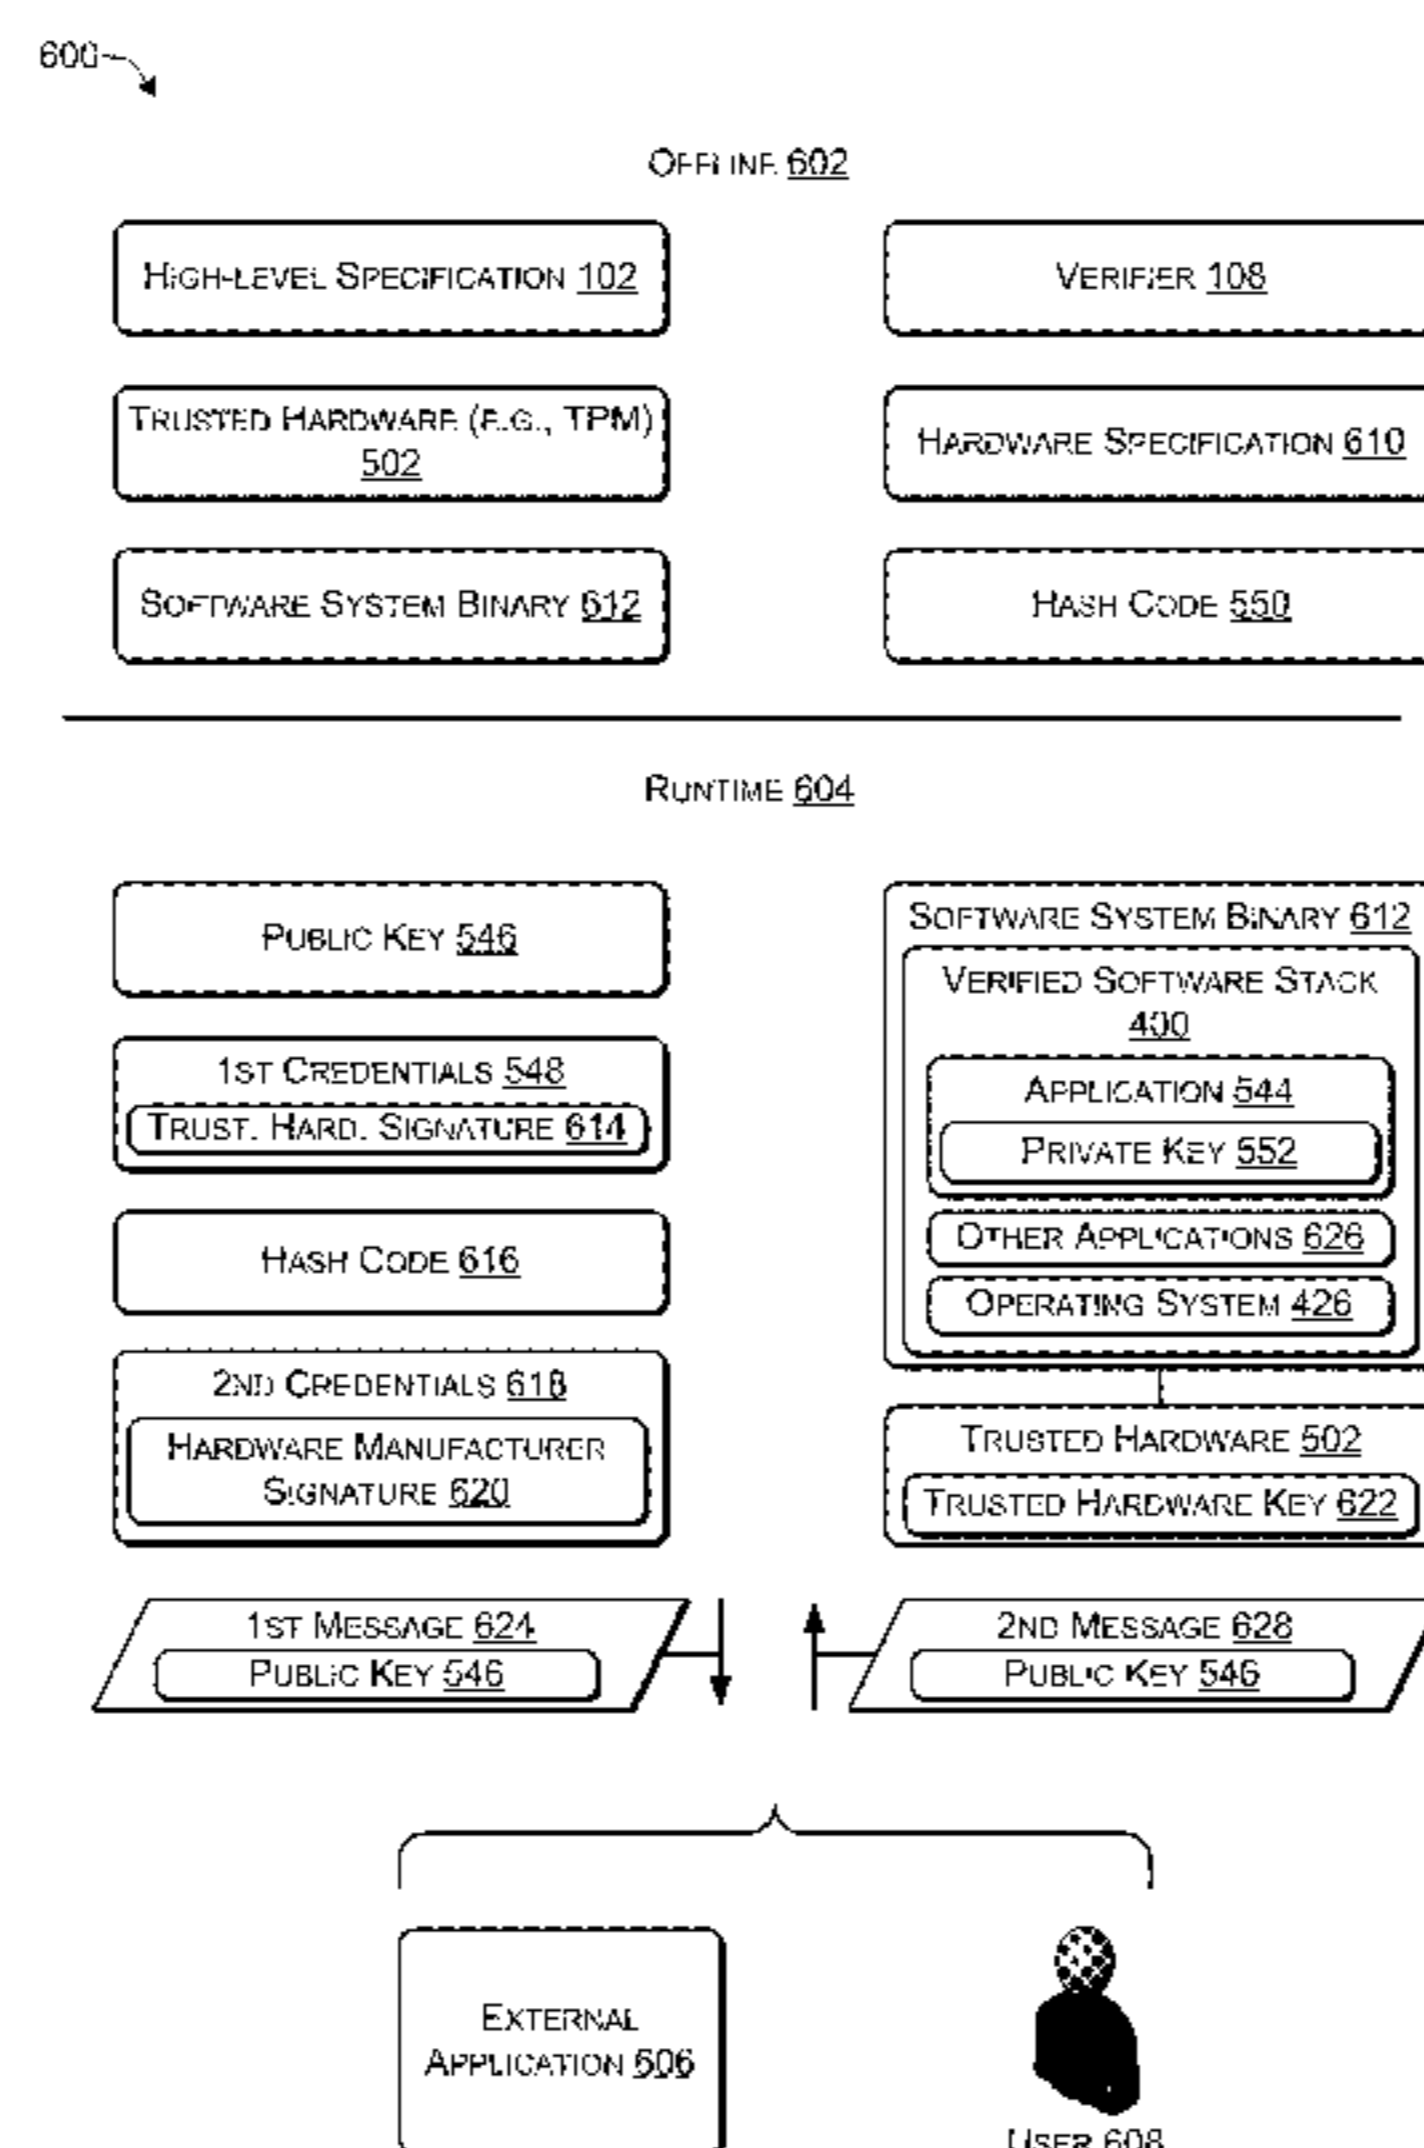 600
OFFLINE 602
HIGH-LEVEL SPECIFICATION 102
VERIFIER 108
TRUSTED HARDWARE (E.G., TPM)
502
HARDWARE SPECIFICATION 610
SOFTWARE SYSTEM BINARY 612
HASH CODE 550
RUNTIME 604
PUBLIC KEY 546
1ST CREDENTIALS 548
TRUST. HARD. SIGNATURE 614
HASH CODE 616
2ND CREDENTIALS 618
HARDWARE MANUFACTURER
SIGNATURE 620
SOFTWARE SYSTEM BINARY 612
VERIFIED SOFTWARE STACK
400
APPLICATION 544
PRIVATE KEY 552
OTHER APPLICATIONS 626
OPERATING SYSTEM 426
TRUSTED HARDWARE 502
TRUSTED HARDWARE KEY 622
1ST MESSAGE 624
PUBLIC KEY 546
2ND MESSAGE 628
PUBLIC KEY 546
EXTERNAL
APPLICATION 606
USER 608